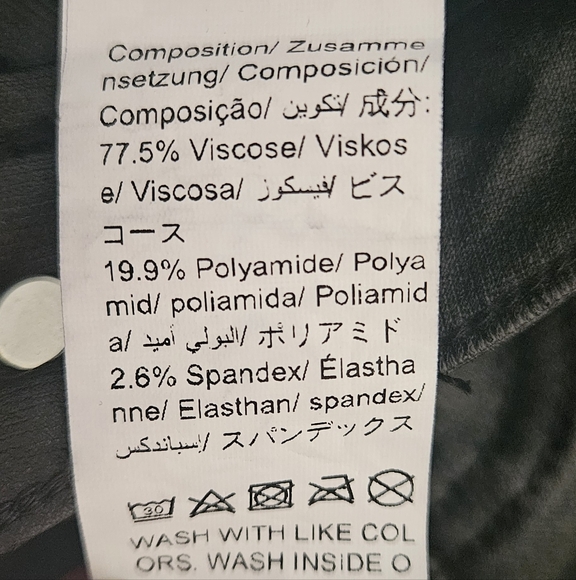 Composition/ Zusamme
nsetzung/ Composición/
Composição/ تكوين/ 成分:
77.5% Viscose/ Viskos
e/ Viscosa/ فيسكوز/ ビス
コース
19.9% Polyamide/ Polya
mid/ poliamida/ Poliamid
a/ البولي أميد/ ポリアミド
2.6% Spandex/ Élastha
nne/ Elasthan/ spandex/
إسباندكس/ スパンデックス
30
WASH WITH LIKE COL
ORS. WASH INSIDE O